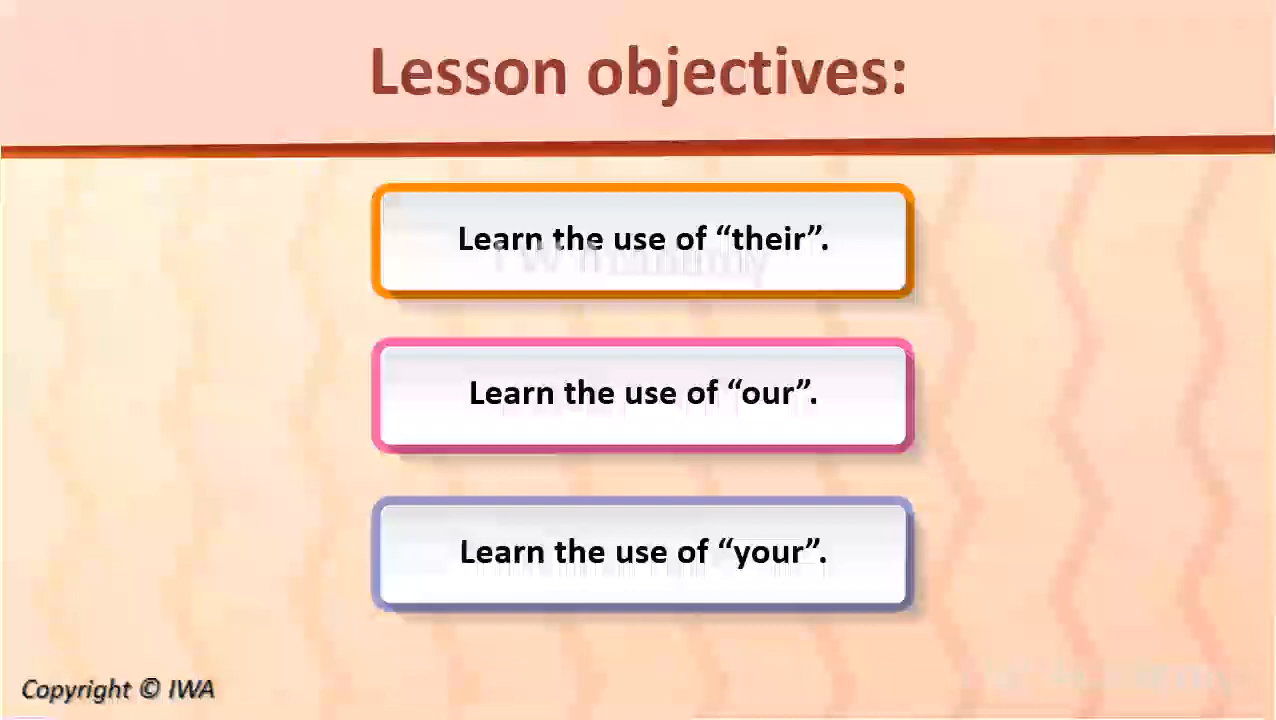 Lesson objectives:
Learn the use of “their”.
Learn the use of “our”.
Learn the use of “your”.
Copyright © IWA